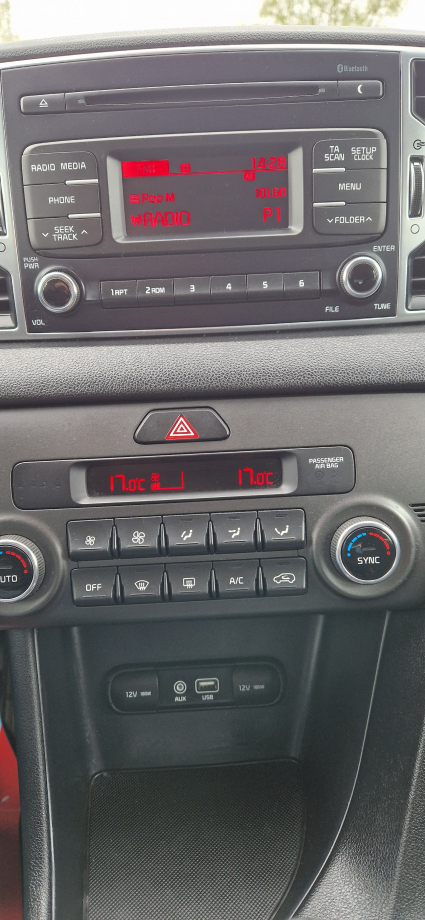 Bluetooth
RADIO MEDIA
TA SCAN
SETUP CLOCK
14:28
PHONE
Pop M
MENU
RADIO
P1
SEEK TRACK
FOLDER
PUSH PWR
ENTER
1 RPT
2 RDM
3
4
5
6
VOL
FILE
TUNE
PASSENGER AIR BAG
17.0°C
17.0°C
AUTO
SYNC
OFF
A/C
12V
AUX
USB
12V